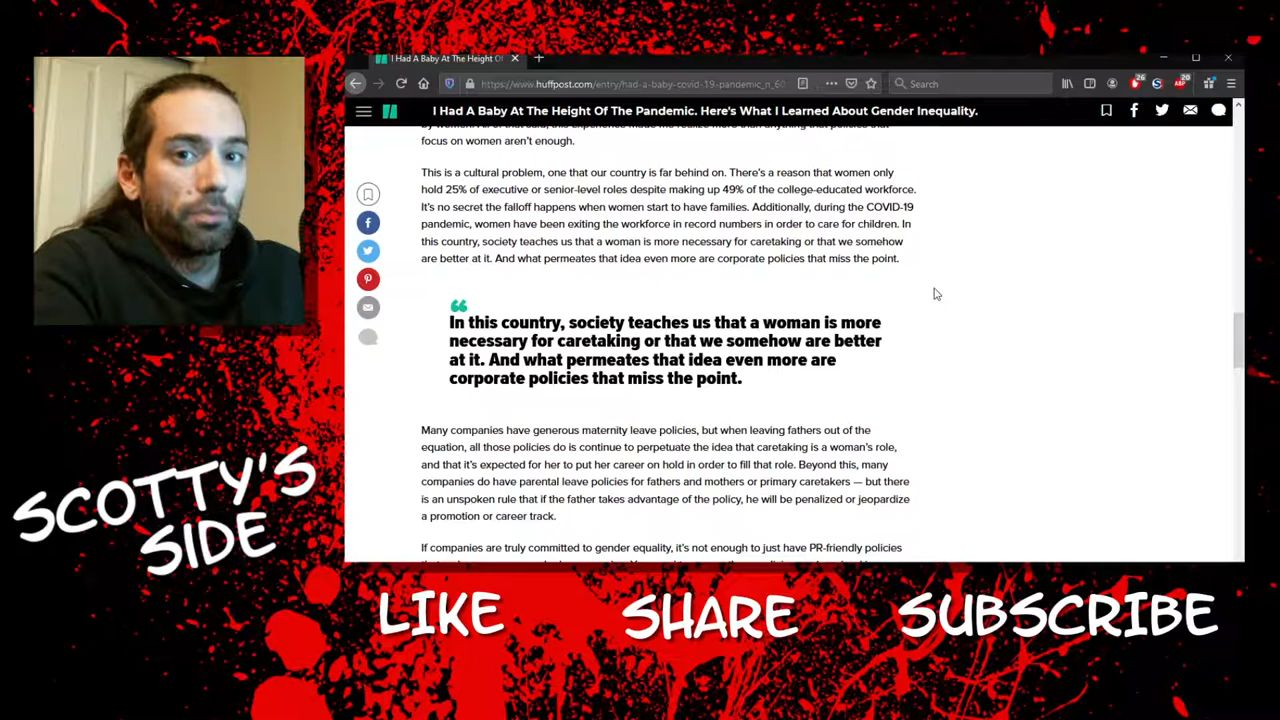 I Had A Baby At The Height Of
https://www.huffpost.com/entry/had-a-baby-covid-19-pandemic_n_60
Search
26
20
I Had A Baby At The Height Of The Pandemic. Here's What I Learned About Gender Inequality.
focus on women aren't enough.
This is a cultural problem, one that our country is far behind on. There's a reason that women only
hold 25% of executive or senior-level roles despite making up 49% of the college-educated workforce.
It's no secret the falloff happens when women start to have families. Additionally, during the COVID-19
pandemic, women have been exiting the workforce in record numbers in order to care for children. In
this country, society teaches us that a woman is more necessary for caretaking or that we somehow
are better at it. And what permeates that idea even more are corporate policies that miss the point.
In this country, society teaches us that a woman is more
necessary for caretaking or that we somehow are better
at it. And what permeates that idea even more are
corporate policies that miss the point.
Many companies have generous maternity leave policies, but when leaving fathers out of the
equation, all those policies do is continue to perpetuate the idea that caretaking is a woman's role,
and that it's expected for her to put her career on hold in order to fill that role. Beyond this, many
companies do have parental leave policies for fathers and mothers or primary caretakers — but there
is an unspoken rule that if the father takes advantage of the policy, he will be penalized or jeopardize
a promotion or career track.
If companies are truly committed to gender equality, it's not enough to just have PR-friendly policies
SCOTTY'S
SIDE
LIKE
SHARE
SUBSCRIBE